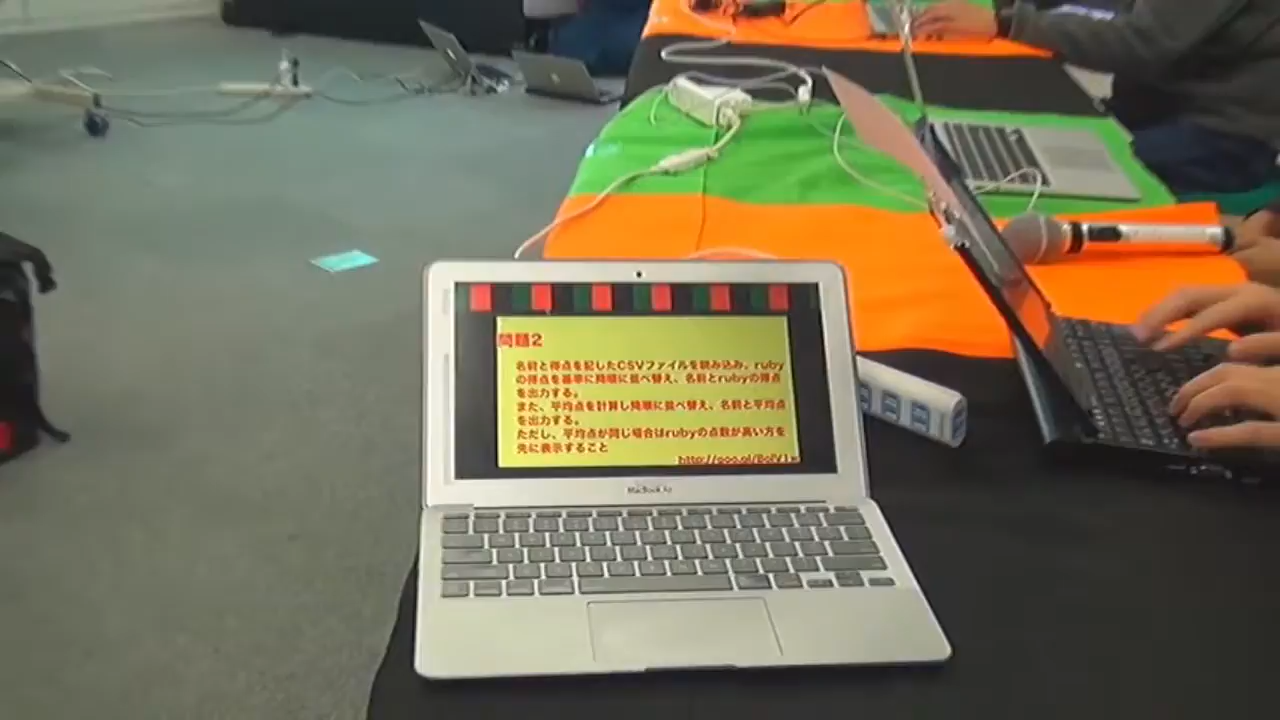 問題2
名前と得点を記したCSVファイルを読み込み、ruby
の得点を基準に降順に並べ替え、名前とrubyの得点
を出力する。
また、平均点を計算し降順に並べ替え、名前と平均点
を出力する。
ただし、平均点が同じ場合はrubyの点数が高い方を
先に表示すること
MacBook Air